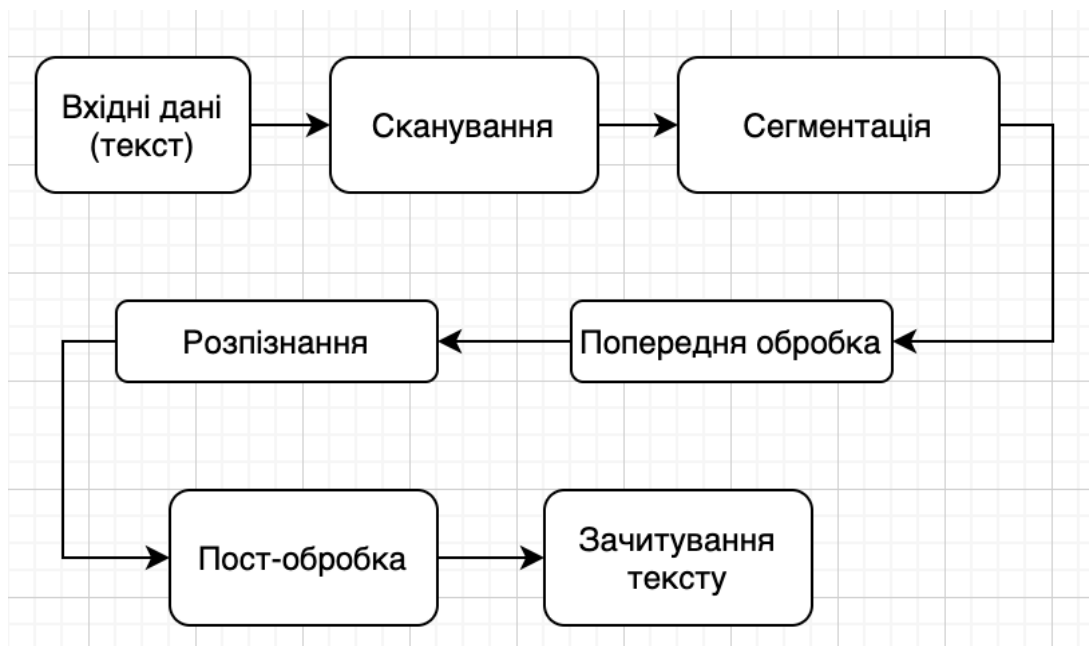 Вхідні дані
(текст)
Сканування
Сегментація
Попередня обробка
Розпізнання
Пост-обробка
Зачитування
тексту